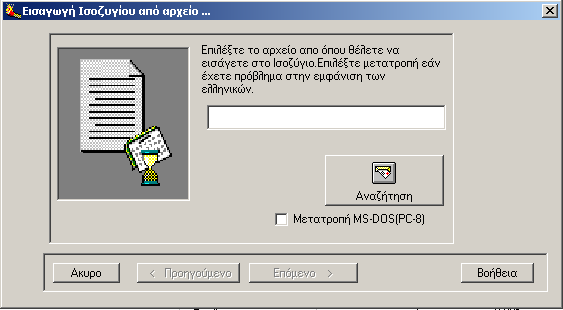 Εισαγωγή Ισοζυγίου από αρχείο ...
Επιλέξτε το αρχείο απο όπου θέλετε να
εισάγετε στο Ισοζύγιο.Επιλέξτε μετατροπή εάν
έχετε πρόβλημα στην εμφάνιση των
ελληνικών.
Αναζήτηση
Μετατροπή MS-DOS(PC-8)
Ακυρο
< Προηγούμενο
Επόμενο >
Βοήθεια